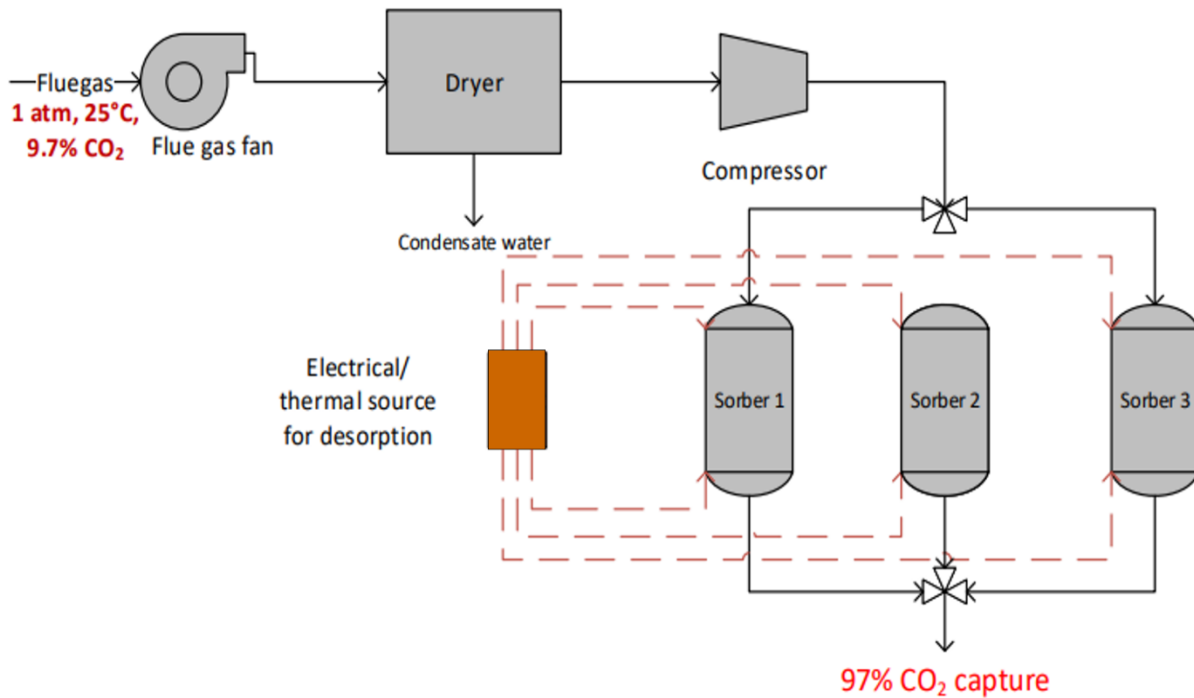 Fluegas
1 atm, 25°C,
9.7% CO₂
Flue gas fan
Dryer
Compressor
Condensate water
Electrical/
thermal source
for desorption
Sorber 1
Sorber 2
Sorber 3
97% CO₂ capture